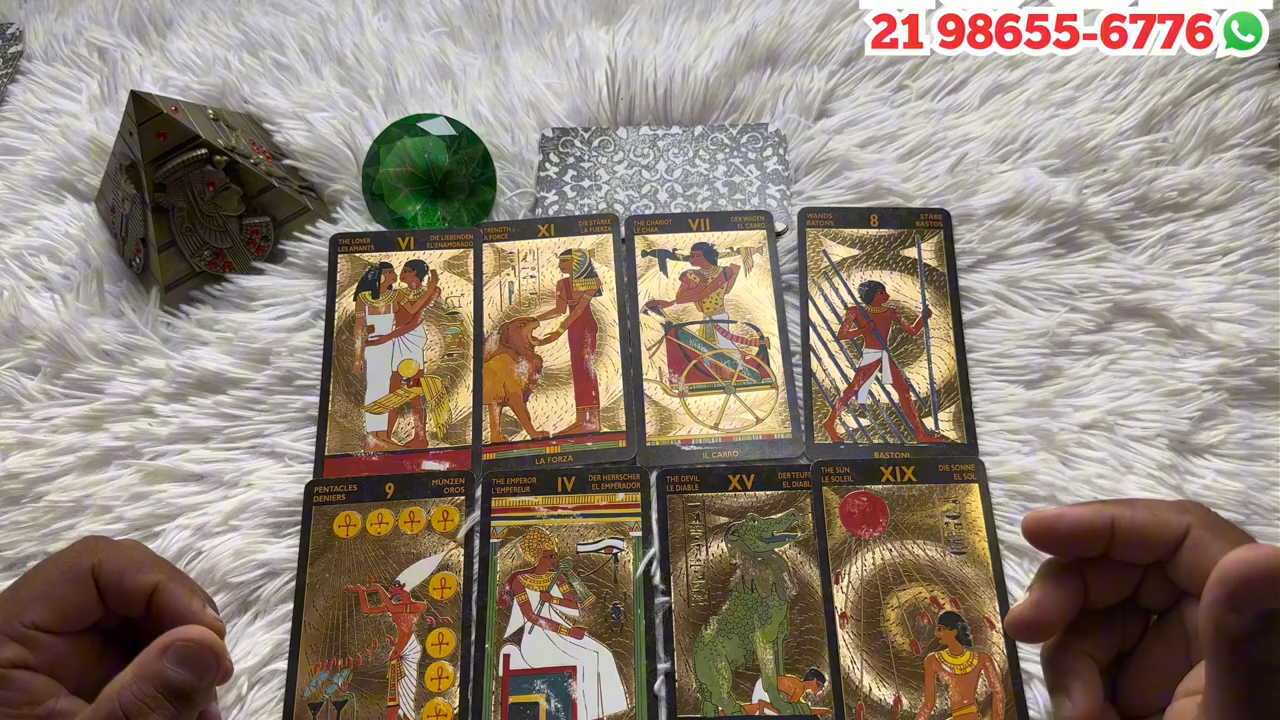 21 98655-6776
THE LOVER
LES AMANTS
VI
DIE LIEBENDEN
EL ENAMORADO
STRENGTH
LA FORCE
XI
DIE STÄRKE
LA FUERZA
LA FORZA
THE CHARIOT
LE CHAR
VII
DER WAGEN
EL CARRO
IL CARRO
WANDS
BATONS
8
STÄBE
BASTOS
BASTONI
PENTACLES
DENIERS
9
MÜNZEN
OROS
THE EMPEROR
L'EMPEREUR
IV
DER HERRSCHER
EL EMPERADOR
THE DEVIL
LE DIABLE
XV
DER TEUFE
EL DIABL
THE SUN
LE SOLEIL
XIX
DIE SONNE
EL SOL